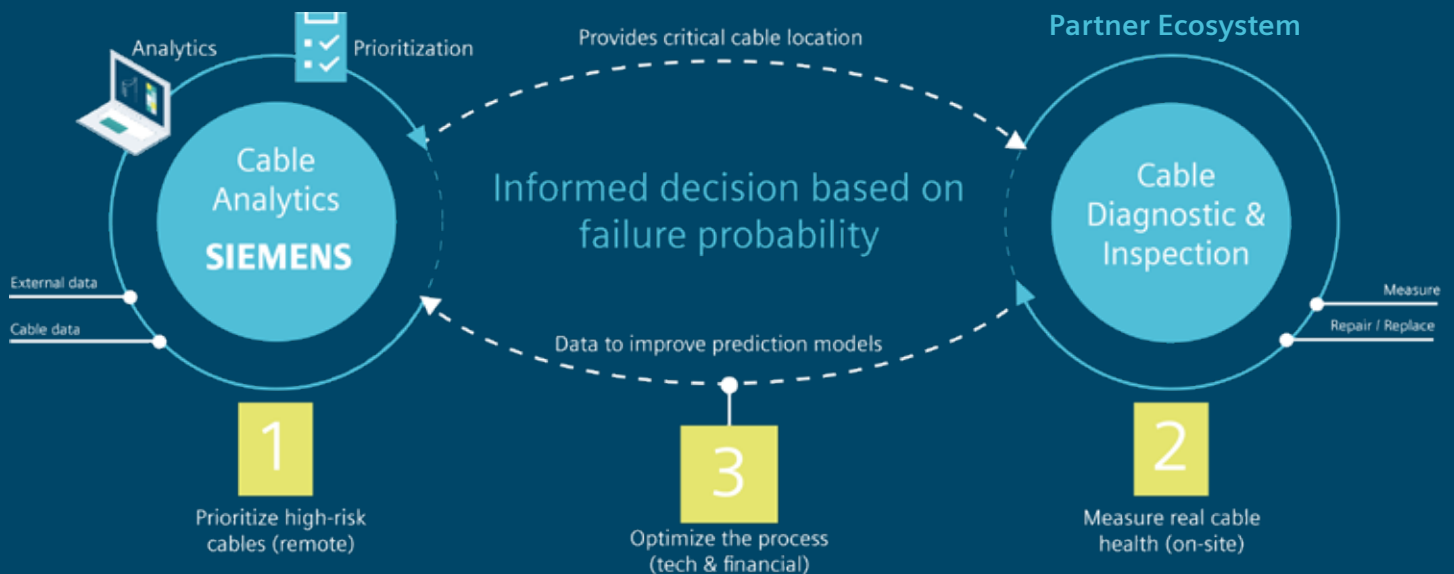 Partner Ecosystem
Analytics
Prioritization
Provides critical cable location
Cable
Analytics
SIEMENS
Informed decision based on
failure probability
Cable
Diagnostic &
Inspection
External data
Cable data
Measure
Repair / Replace
Data to improve prediction models
1
Prioritize high-risk
cables (remote)
3
Optimize the process
(tech & financial)
2
Measure real cable
health (on-site)